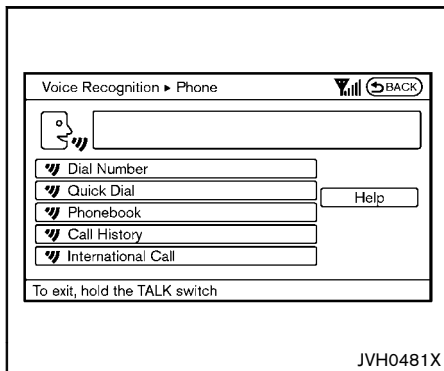 Voice Recognition ▸ Phone BACK
Dial Number
Quick Dial
Help
Phonebook
Call History
International Call
To exit, hold the TALK switch
JVH0481X